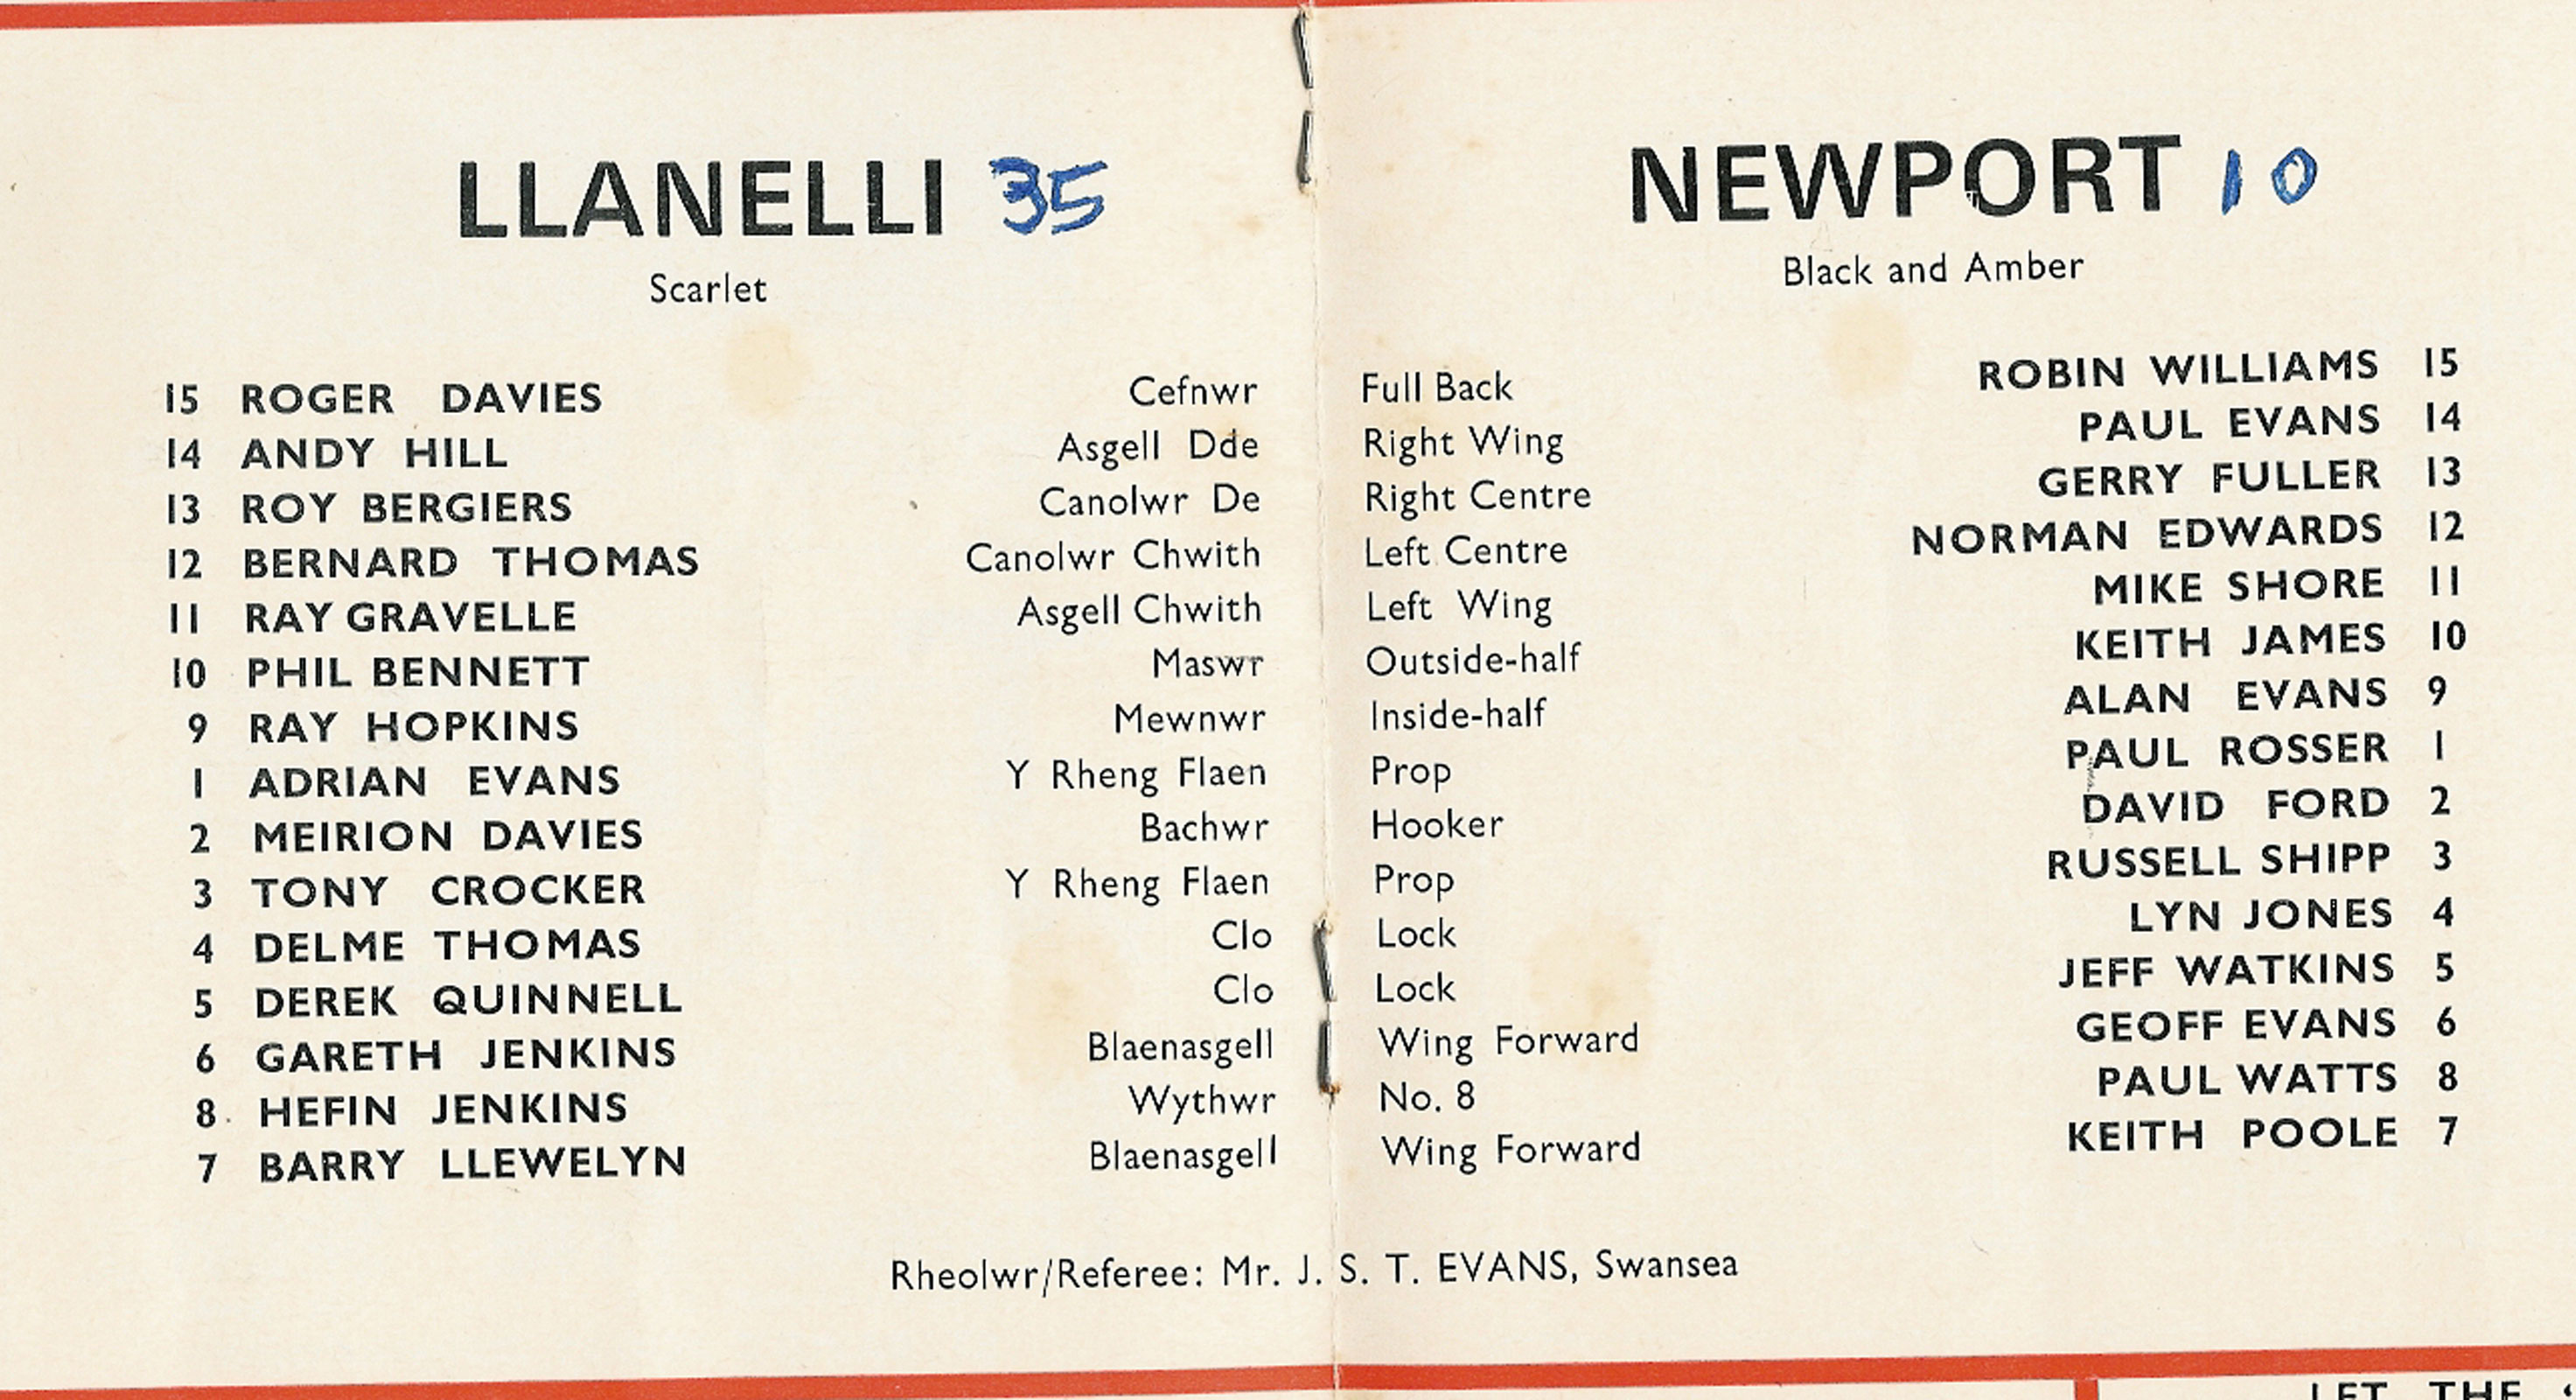 LLANELLI 35 NEWPORT 10
Scarlet Black and Amber
15 ROGER DAVIES Cefnwr Full Back ROBIN WILLIAMS 15
14 ANDY HILL Asgell Dde Right Wing PAUL EVANS 14
13 ROY BERGIERS Canolwr De Right Centre GERRY FULLER 13
12 BERNARD THOMAS Canolwr Chwith Left Centre NORMAN EDWARDS 12
11 RAY GRAVELLE Asgell Chwith Left Wing MIKE SHORE 11
10 PHIL BENNETT Maswr Outside-half KEITH JAMES 10
9 RAY HOPKINS Mewnwr Inside-half ALAN EVANS 9
1 ADRIAN EVANS Y Rheng Flaen Prop PAUL ROSSER 1
2 MEIRION DAVIES Bachwr Hooker DAVID FORD 2
3 TONY CROCKER Y Rheng Flaen Prop RUSSELL SHIPP 3
4 DELME THOMAS Clo Lock LYN JONES 4
5 DEREK QUINNELL Clo Lock JEFF WATKINS 5
6 GARETH JENKINS Blaenasgell Wing Forward GEOFF EVANS 6
8 HEFIN JENKINS Wythwr No. 8 PAUL WATTS 8
7 BARRY LLEWELYN Blaenasgell Wing Forward KEITH POOLE 7
Rheolwr/Referee: Mr. J. S. T. EVANS, Swansea
LET THE